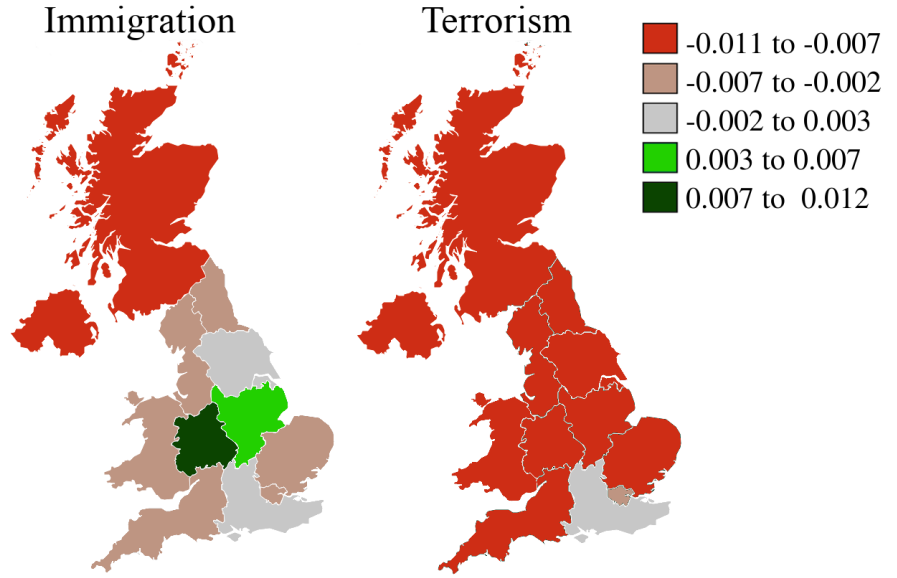 Immigration
Terrorism
-0.011 to -0.007
-0.007 to -0.002
-0.002 to 0.003
0.003 to 0.007
0.007 to 0.012